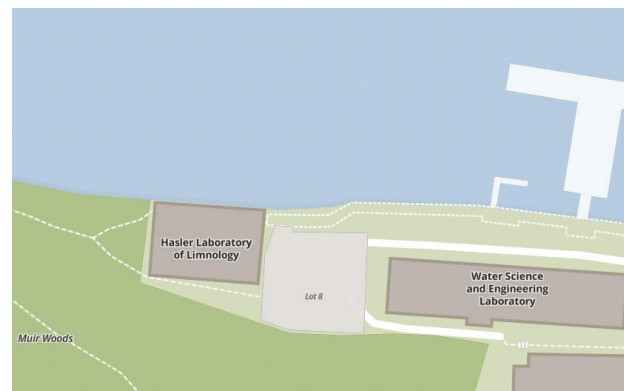 Hasler Laboratory
of Limnology
Water Science
and Engineering
Laboratory
Lot 8
Muir Woods